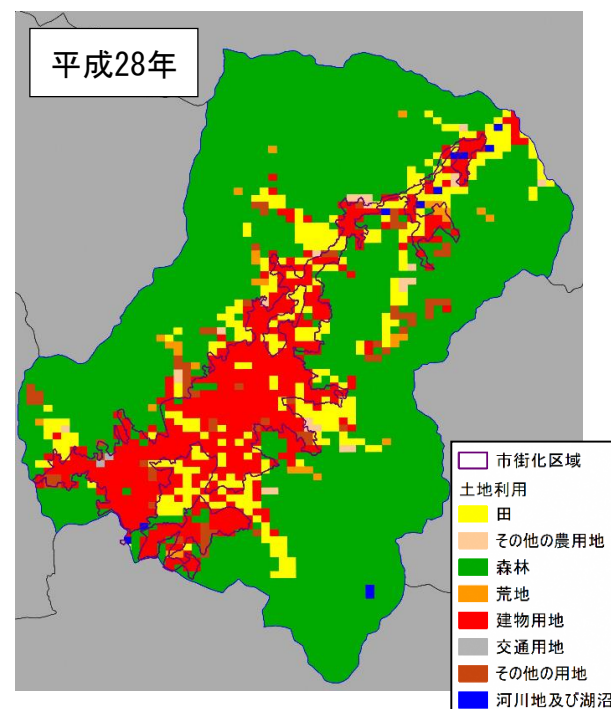 平成28年
市街化区域
土地利用
田
その他の農用地
森林
荒地
建物用地
交通用地
その他の用地
河川地及び湖沼